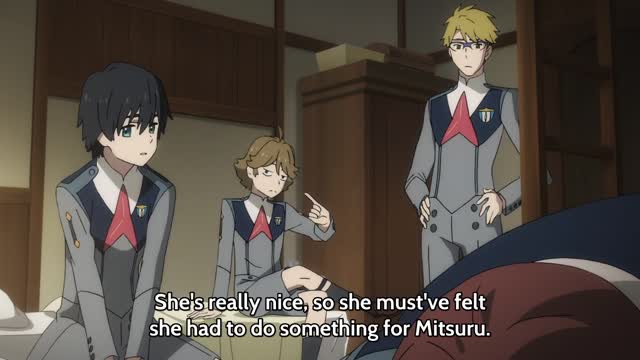 She's really nice, so she must've felt
she had to do something for Mitsuru.